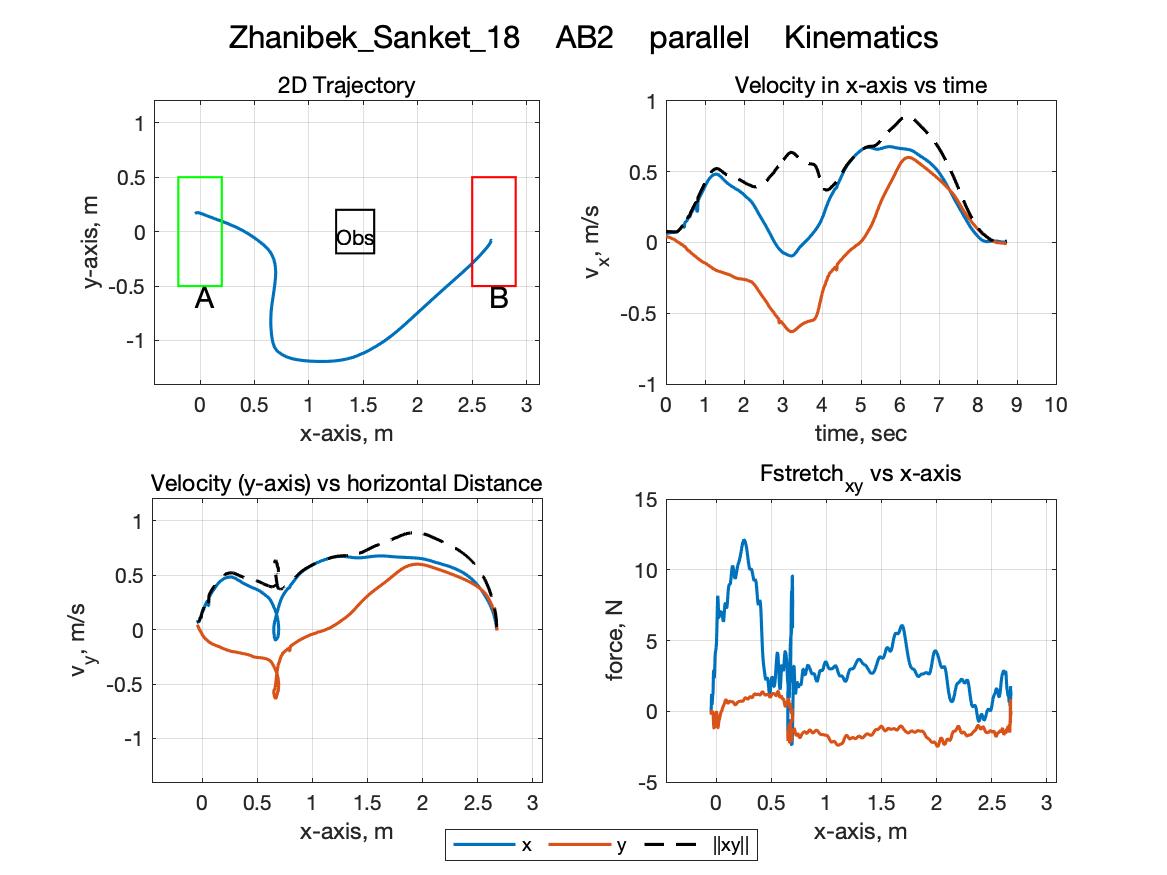 Zhanibek_Sanket_18 AB2 parallel Kinematics
2D Trajectory
1
0.5
0
-0.5
-1
y-axis, m
Obs
A
B
0 0.5 1 1.5 2 2.5 3
x-axis, m
Velocity in x-axis vs time
1
0.5
0
-0.5
-1
v_x, m/s
0 1 2 3 4 5 6 7 8 9 10
time, sec
Velocity (y-axis) vs horizontal Distance
1
0.5
0
-0.5
-1
v_y, m/s
0 0.5 1 1.5 2 2.5 3
x-axis, m
Fstretch_xy vs x-axis
15
10
5
0
-5
force, N
0 0.5 1 1.5 2 2.5 3
x-axis, m
x y ||xy||